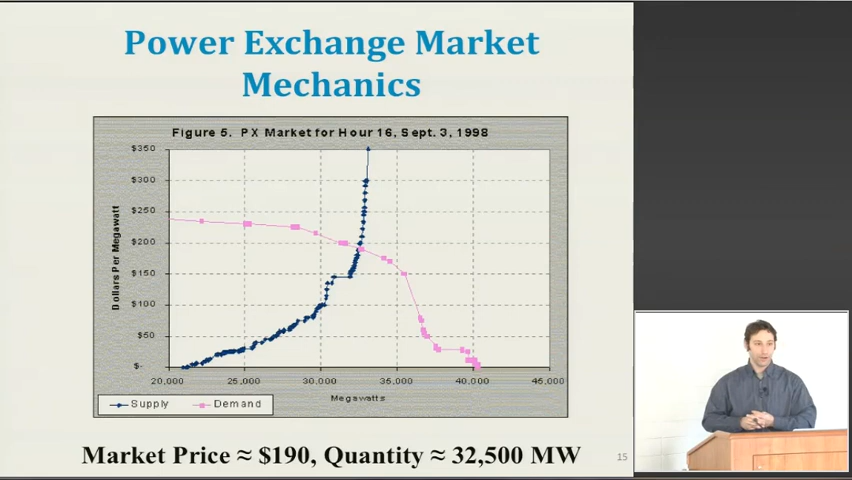 Power Exchange Market
Mechanics
Figure 5. PX Market for Hour 16, Sept. 3, 1998
$350
$300
$250
$200
$150
$100
$50
$-
Dollars Per Megawatt
20,000 25,000 30,000 35,000 40,000 45,000
Megawatts
Supply Demand
Market Price ≈ $190, Quantity ≈ 32,500 MW
15